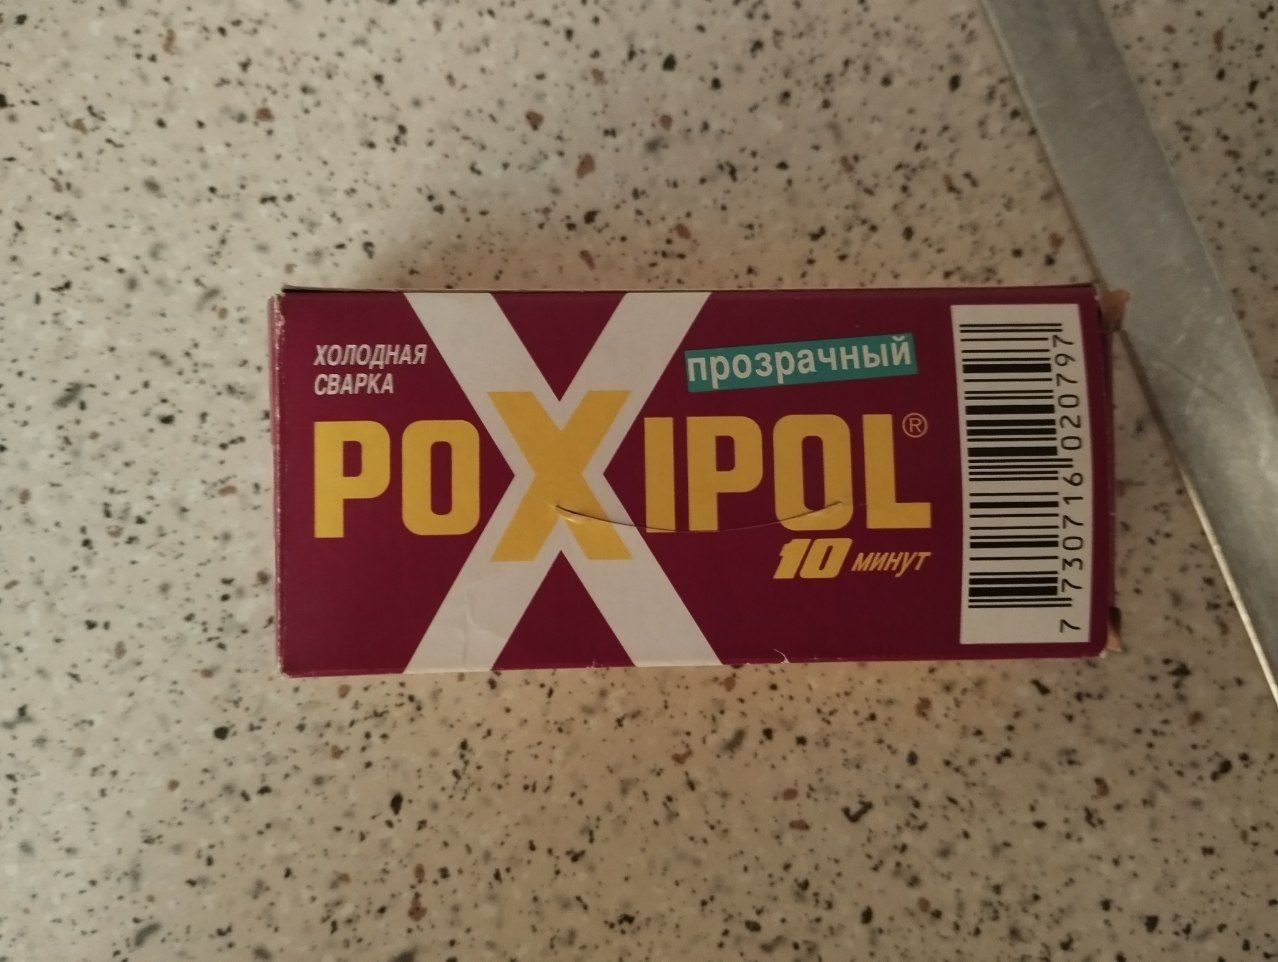 ХОЛОДНАЯ
СВАРКА
прозрачный
POXIPOL®
10 минут
7 730716 020797